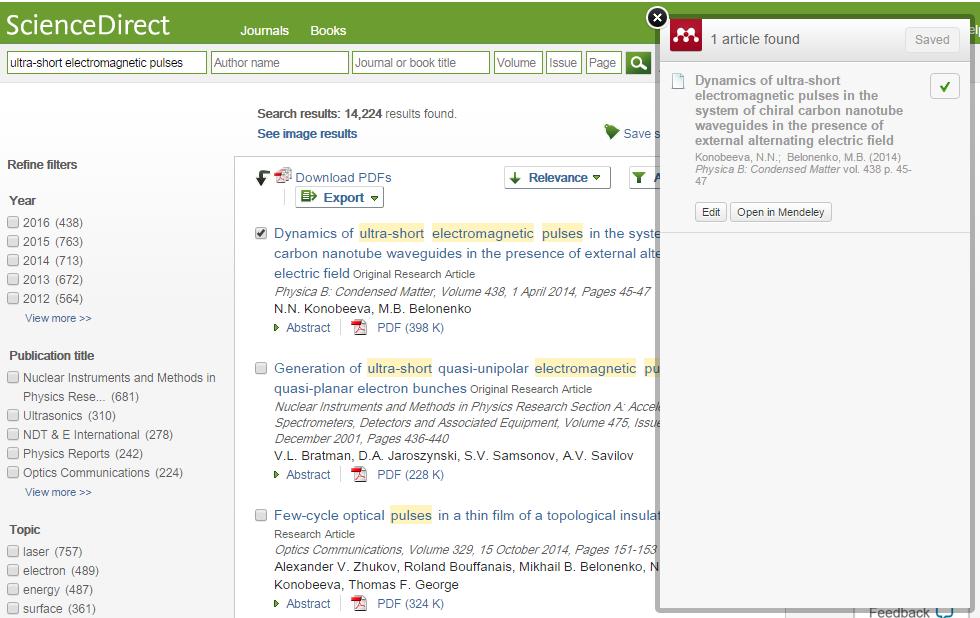 ScienceDirect
Journals Books
ultra-short electromagnetic pulses Author name Journal or book title Volume Issue Page
Search results: 14,224 results found.
See image results
Save s
Refine filters
Year
2016 (438)
2015 (763)
2014 (713)
2013 (672)
2012 (564)
View more >>
Publication title
Nuclear Instruments and Methods in
Physics Rese... (681)
Ultrasonics (310)
NDT & E International (278)
Physics Reports (242)
Optics Communications (224)
View more >>
Topic
laser (757)
electron (489)
energy (487)
surface (361)
Download PDFs
Export
Relevance
A
Dynamics of ultra-short electromagnetic pulses in the syste
carbon nanotube waveguides in the presence of external alte
electric field Original Research Article
Physica B: Condensed Matter, Volume 438, 1 April 2014, Pages 45-47
N.N. Konobeeva, M.B. Belonenko
Abstract PDF (398 K)
Generation of ultra-short quasi-unipolar electromagnetic pu
quasi-planar electron bunches Original Research Article
Nuclear Instruments and Methods in Physics Research Section A: Accele
Spectrometers, Detectors and Associated Equipment, Volume 475, Issue
December 2001, Pages 436-440
V.L. Bratman, D.A. Jaroszynski, S.V. Samsonov, A.V. Savilov
Abstract PDF (228 K)
Few-cycle optical pulses in a thin film of a topological insulat
Research Article
Optics Communications, Volume 329, 15 October 2014, Pages 151-153
Alexander V. Zhukov, Roland Bouffanais, Mikhail B. Belonenko, N
Konobeeva, Thomas F. George
Abstract PDF (324 K)
1 article found Saved
Dynamics of ultra-short
electromagnetic pulses in the
system of chiral carbon nanotube
waveguides in the presence of
external alternating electric field
Konobeeva, N.N.; Belonenko, M.B. (2014)
Physica B: Condensed Matter vol. 438 p. 45-
47
Edit Open in Mendeley
Feedback